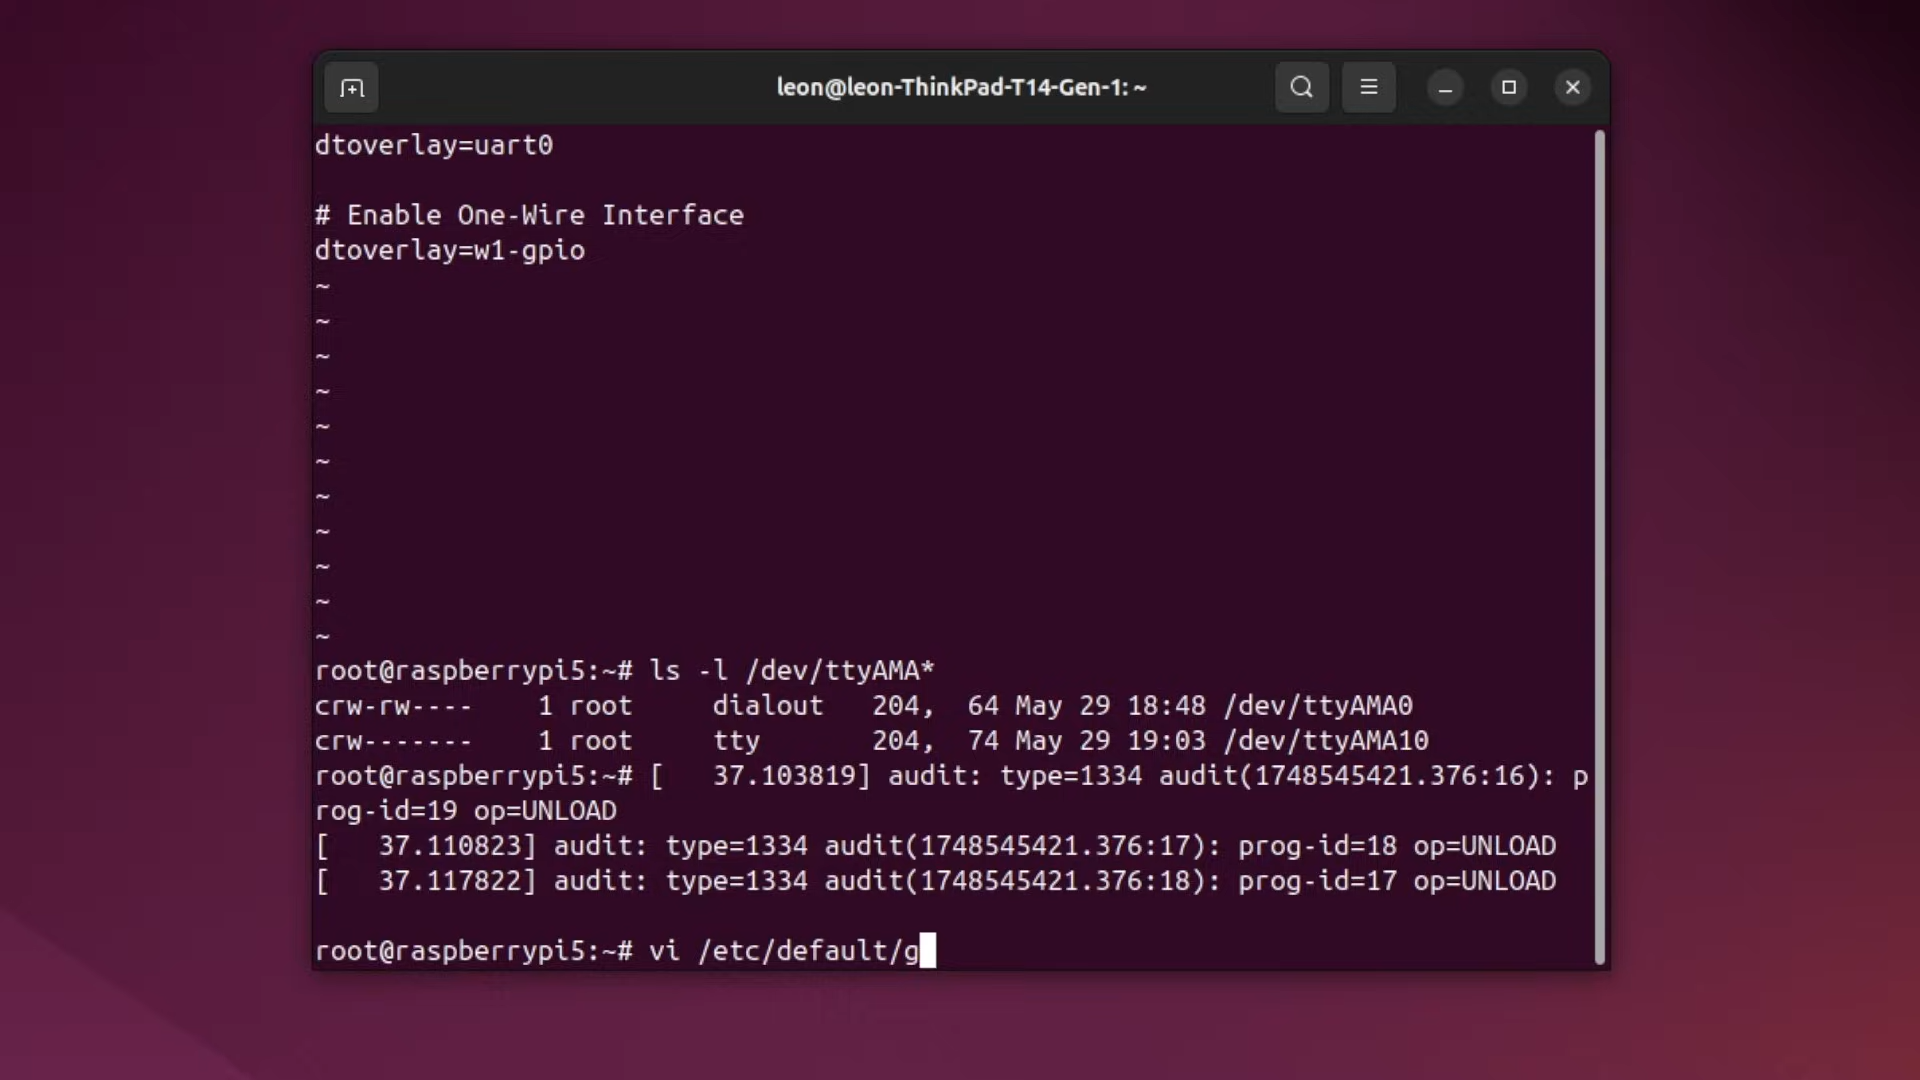 leon@leon-ThinkPad-T14-Gen-1: ~
dtoverlay=uart0
# Enable One-Wire Interface
dtoverlay=w1-gpio
~
~
~
~
~
~
~
~
~
~
~
root@raspberrypi5:~# ls -l /dev/ttyAMA*
crw-rw----    1 root     dialout   204,  64 May 29 18:48 /dev/ttyAMA0
crw-------    1 root     tty       204,  74 May 29 19:03 /dev/ttyAMA10
root@raspberrypi5:~# [   37.103819] audit: type=1334 audit(1748545421.376:16): p
rog-id=19 op=UNLOAD
[   37.110823] audit: type=1334 audit(1748545421.376:17): prog-id=18 op=UNLOAD
[   37.117822] audit: type=1334 audit(1748545421.376:18): prog-id=17 op=UNLOAD
root@raspberrypi5:~# vi /etc/default/g